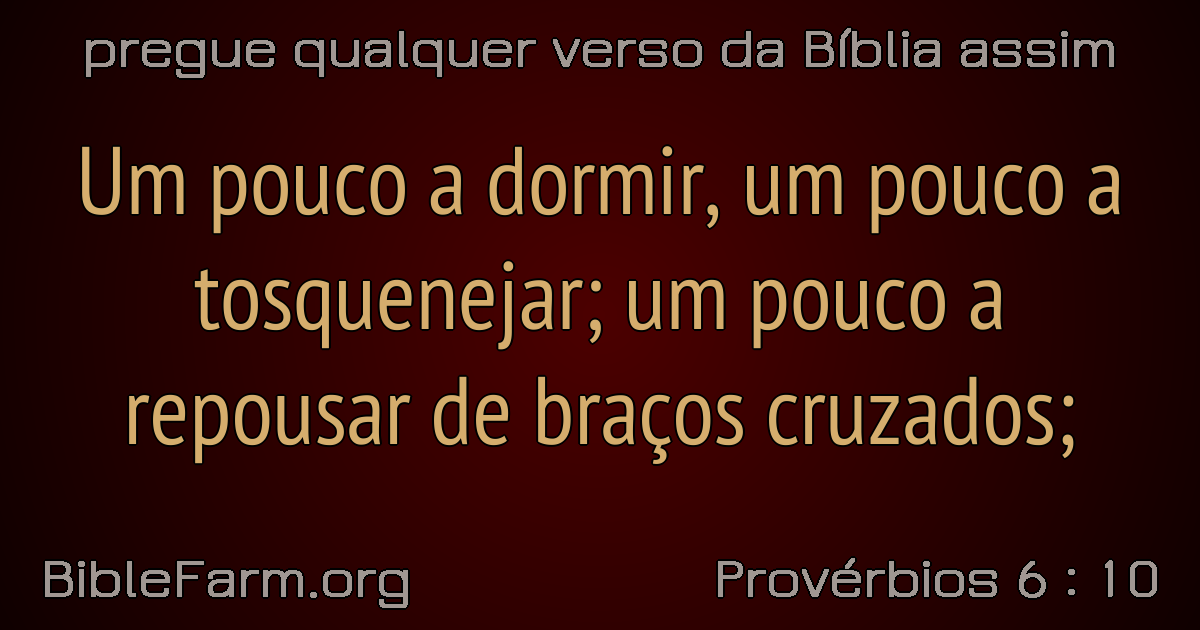 pregue qualquer verso da Bíblia assim
Um pouco a dormir, um pouco a
tosquenejar; um pouco a
repousar de braços cruzados;
BibleFarm.org
Provérbios 6 : 10